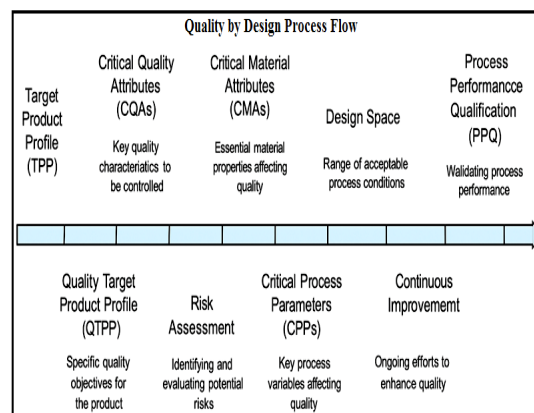 Quality by Design Process Flow
Target
Product
Profile
(TPP)
Critical Quality
Attributes
(CQAs)
Key quality
characteriatics to
be controlled
Critical Material
Attributes
(CMAs)
Essential material
properties affecting
quality
Design Space
Range of acceptable
process conditions
Process
Performancce
Qualification
(PPQ)
Walidating process
performance
Quality Target
Product Profile
(QTPP)
Specific quality
objectives for
the product
Risk
Assessment
Identifying and
evaluating potential
risks
Critical Process
Parameters
(CPPs)
Key process
variables affecting
quality
Continuous
Improvememt
Ongoing efforts to
enhance quality